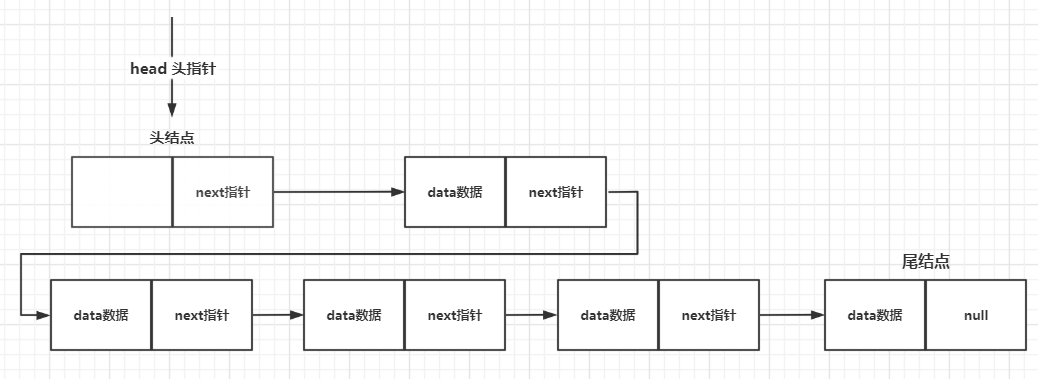 head 头指针
头结点
next指针
data数据
next指针
尾结点
data数据
next指针
data数据
next指针
data数据
next指针
data数据
null